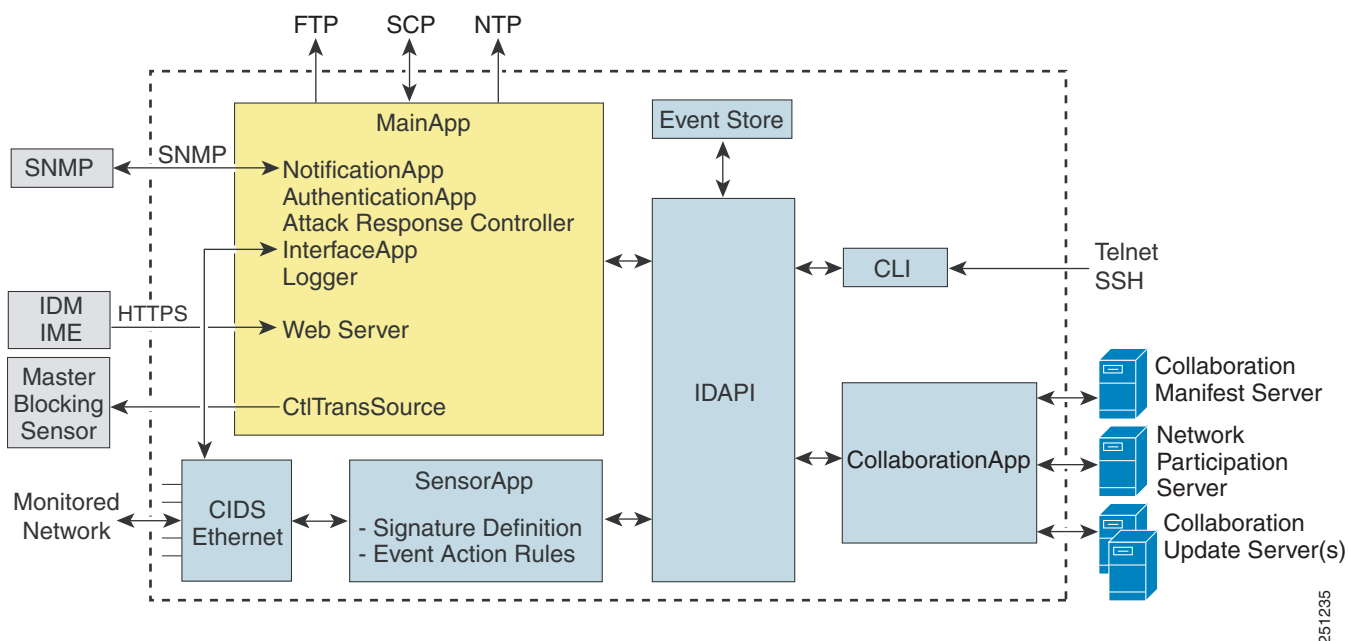 FTP
SCP
NTP
MainApp
Event Store
SNMP
SNMP
NotificationApp
AuthenticationApp
Attack Response Controller
InterfaceApp
Logger
CLI
Telnet
SSH
IDM
IME
HTTPS
Web Server
Master
Blocking
Sensor
CtlTransSource
IDAPI
CollaborationApp
Collaboration
Manifest Server
Network
Participation
Server
Collaboration
Update Server(s)
Monitored
Network
CIDS
Ethernet
SensorApp
- Signature Definition
- Event Action Rules
251235